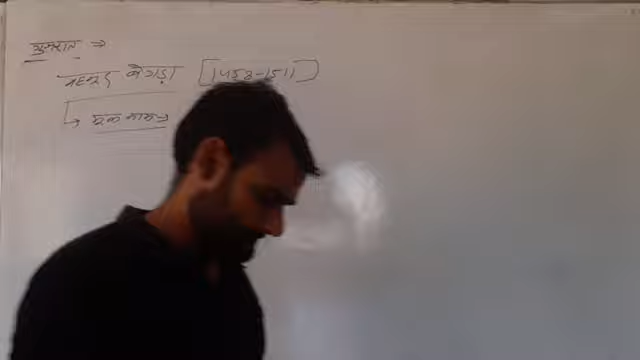 गुजरात →
महमूद बेगड़ा [1458-1511]
→ मूल नाम →